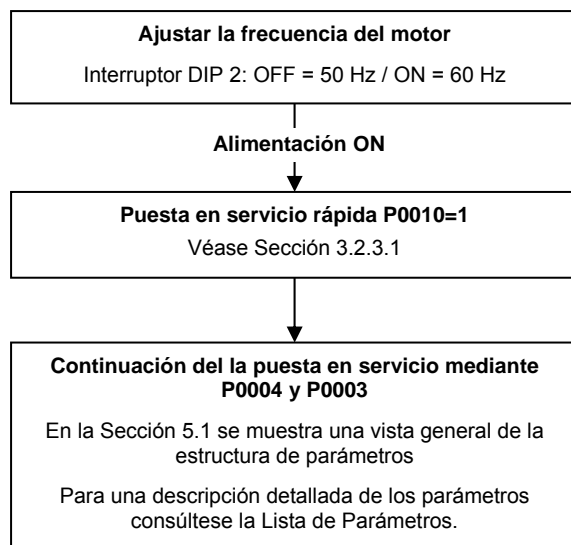 Ajustar la frecuencia del motor
Interruptor DIP 2: OFF = 50 Hz / ON = 60 Hz
Alimentación ON
Puesta en servicio rápida P0010=1
Véase Sección 3.2.3.1
Continuación del la puesta en servicio mediante
P0004 y P0003
En la Sección 5.1 se muestra una vista general de la
estructura de parámetros
Para una descripción detallada de los parámetros
consúltese la Lista de Parámetros.